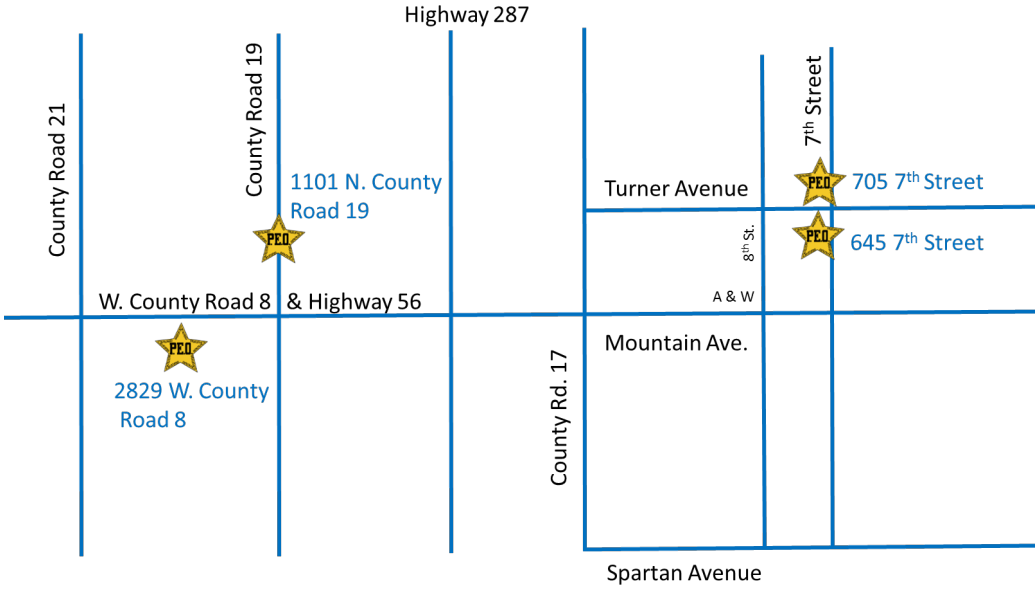 Highway 287
County Road 21
County Road 19
7th Street
1101 N. County
Road 19
P.E.O.
Turner Avenue
P.E.O.
705 7th Street
8th St.
P.E.O.
645 7th Street
A & W
W. County Road 8 & Highway 56
Mountain Ave.
P.E.O.
2829 W. County
Road 8
County Rd. 17
Spartan Avenue